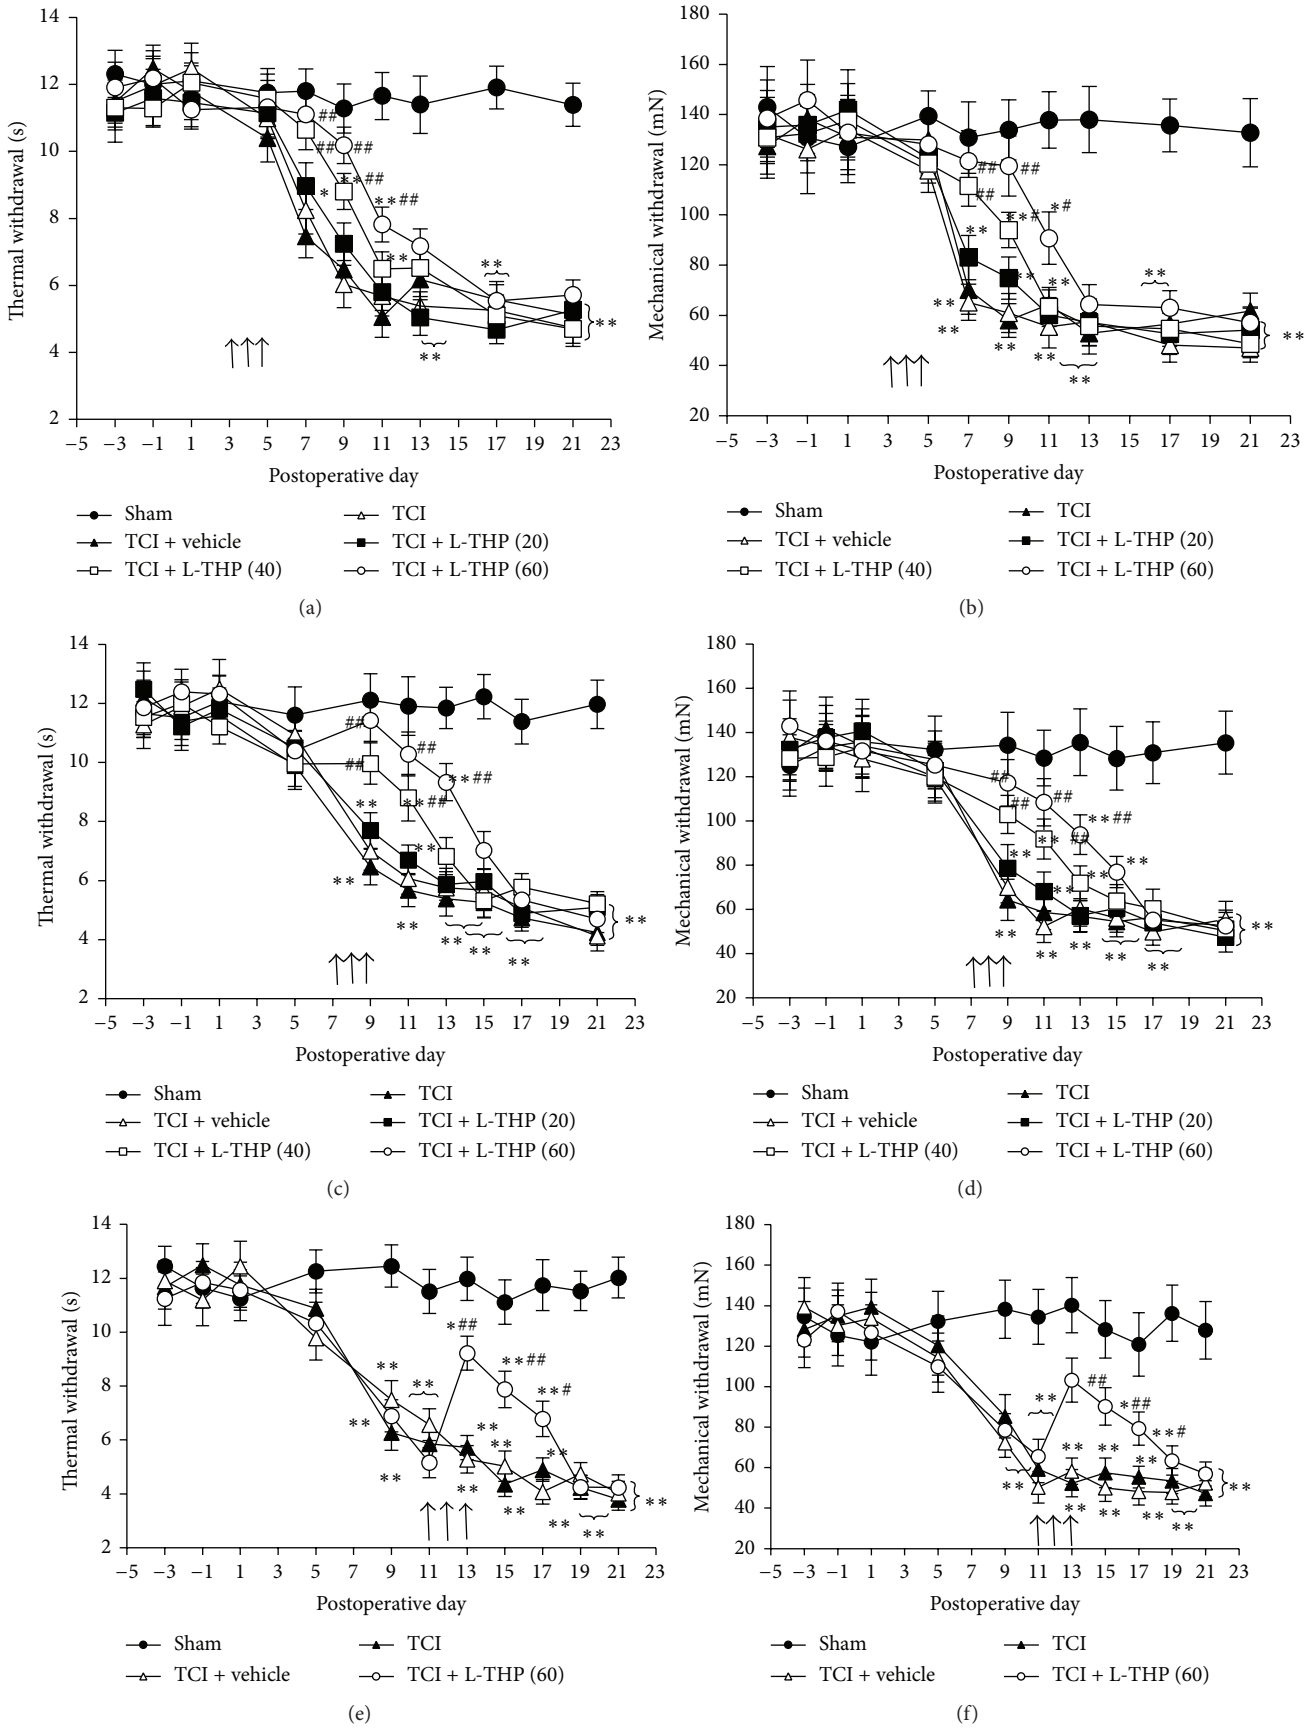 14
12
10
8
6
4
2
Thermal withdrawal (s)
## ## ## ** ## ** ## * ** ** ** **
−5 −3 −1 1 3 5 7 9 11 13 15 17 19 21 23
Postoperative day
Sham
TCI
TCI + vehicle
TCI + L-THP (20)
TCI + L-THP (40)
TCI + L-THP (60)
(a)
180
160
140
120
100
80
60
40
20
Mechanical withdrawal (mN)
## ## ## *# **# ** ** ** ** ** ** ** ** ** **
−5 −3 −1 1 3 5 7 9 11 13 15 17 19 21 23
Postoperative day
Sham
TCI
TCI + vehicle
TCI + L-THP (20)
TCI + L-THP (40)
TCI + L-THP (60)
(b)
14
12
10
8
6
4
2
Thermal withdrawal (s)
## ## ## **## **## ** ** ** ** ** ** ** **
−5 −3 −1 1 3 5 7 9 11 13 15 17 19 21 23
Postoperative day
Sham
TCI
TCI + vehicle
TCI + L-THP (20)
TCI + L-THP (40)
TCI + L-THP (60)
(c)
180
160
140
120
100
80
60
40
20
Mechanical withdrawal (mN)
## ## ## **## ** ## ** ** ** ** ** ** ** ** ** **
−5 −3 −1 1 3 5 7 9 11 13 15 17 19 21 23
Postoperative day
Sham
TCI
TCI + vehicle
TCI + L-THP (20)
TCI + L-THP (40)
TCI + L-THP (60)
(d)
14
12
10
8
6
4
2
Thermal withdrawal (s)
*## **## **# ** ** ** ** ** ** ** ** ** ** ** **
−5 −3 −1 1 3 5 7 9 11 13 15 17 19 21 23
Postoperative day
Sham
TCI
TCI + vehicle
TCI + L-THP (60)
(e)
180
160
140
120
100
80
60
40
20
Mechanical withdrawal (mN)
## *## **# ** ** ** ** ** ** ** ** ** **
−5 −3 −1 1 3 5 7 9 11 13 15 17 19 21 23
Postoperative day
Sham
TCI
TCI + vehicle
TCI + L-THP (60)
(f)